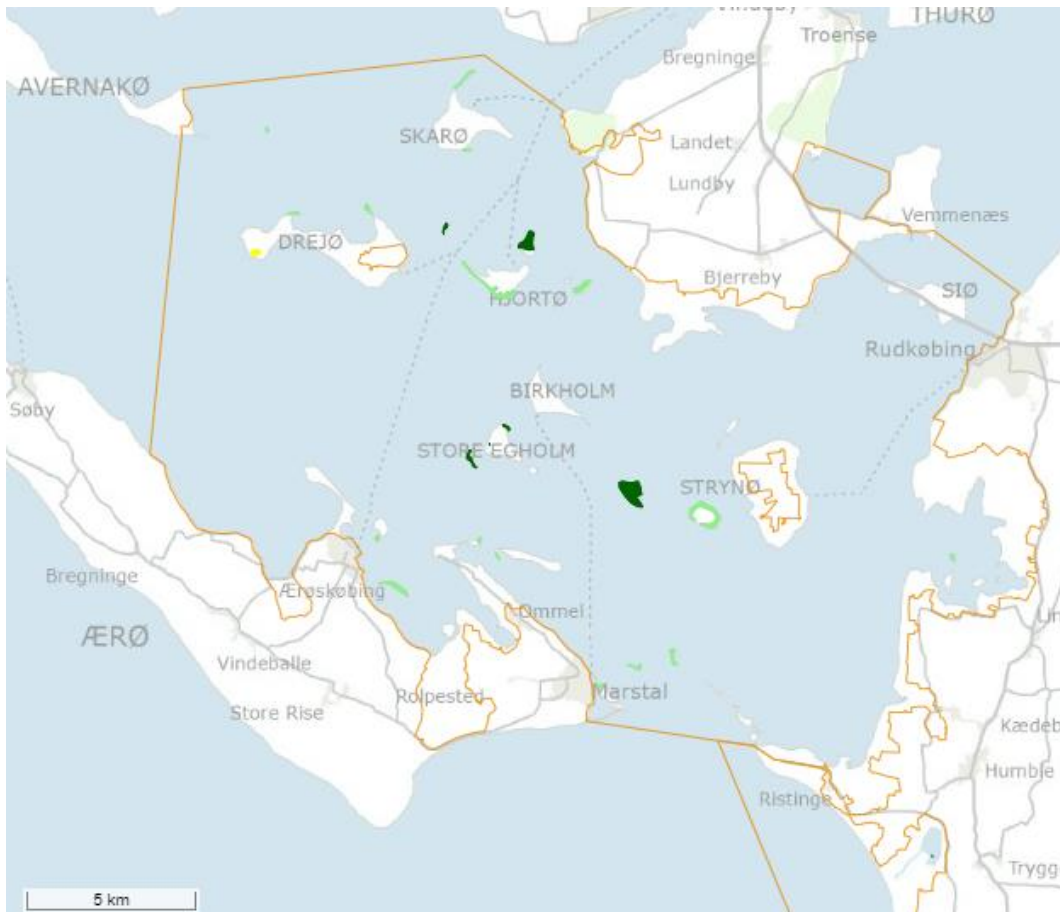 THURØ
Troense
Bregninge
AVERNAKØ
SKARØ
Landet
Lundby
Vemmenæs
DREJØ
Bjerreby
HJORTØ
SIØ
Rudkøbing
BIRKHOLM
Søby
STORE EGHOLM
STRYNØ
Bregninge
Ærøskøbing
Ommel
ÆRØ
Vindeballe
Rolpested
Marstal
Store Rise
Kædeb
Humble
Ristinge
Trygge
5 km